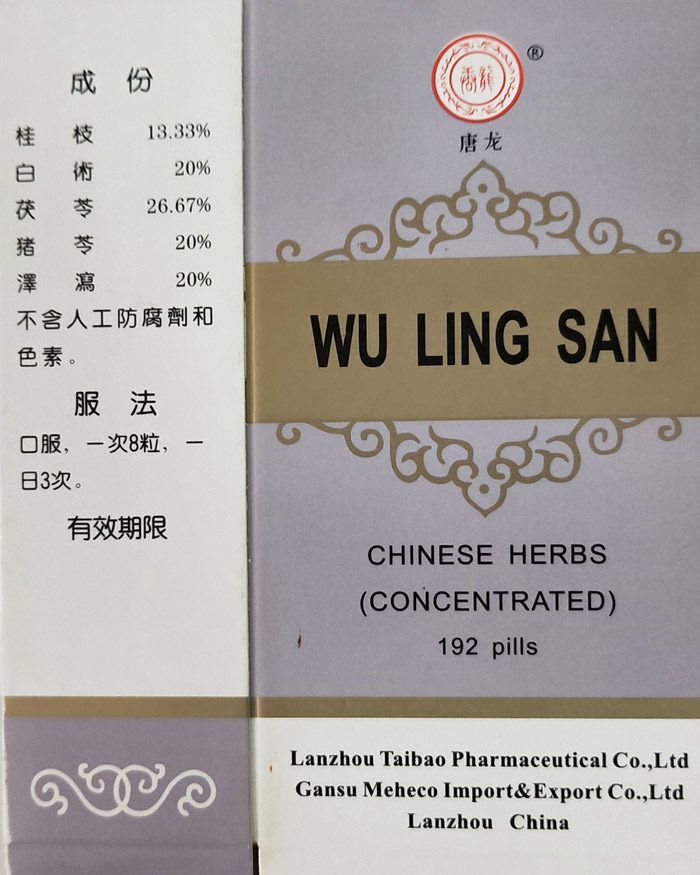 成 份
桂 枝 13.33%
白 術 20%
茯 苓 26.67%
猪 苓 20%
澤 瀉 20%
不含人工防腐劑和
色素。
服 法
口服，一次8粒，一
日3次。
有效期限
®
唐龙
WU LING SAN
CHINESE HERBS
(CONCENTRATED)
192 pills
Lanzhou Taibao Pharmaceutical Co.,Ltd
Gansu Meheco Import&Export Co.,Ltd
Lanzhou China